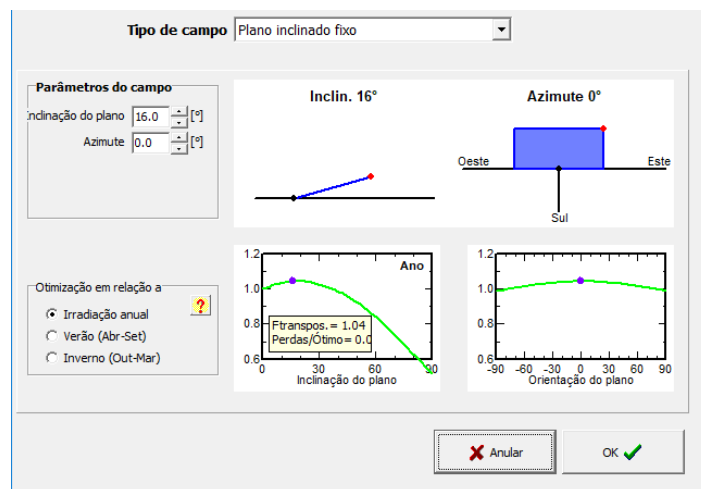 Tipo de campo Plano inclinado fixo
Parâmetros do campo
Inclinação do plano 16.0 [º]
Azimute 0.0 [º]
Inclin. 16°
Azimute 0°
Oeste Este
Sul
Otimização em relação a
?
Irradiação anual
Verão (Abr-Set)
Inverno (Out-Mar)
1.2
1.0
0.8
0.6
Ano
Ftranspos.= 1.04
Perdas/Ótimo= 0.0
0 30 60 90
Inclinação do plano
1.2
1.0
0.8
0.6
-90 -60 -30 0 30 60 90
Orientação do plano
Anular
OK